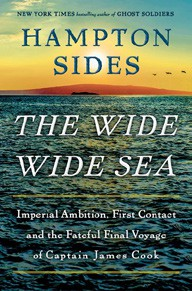 NEW YORK TIMES bestselling author of GHOST SOLDIERS
HAMPTON
SIDES
THE WIDE
WIDE SEA
Imperial Ambition, First Contact
and the Fateful Final Voyage
of Captain James Cook